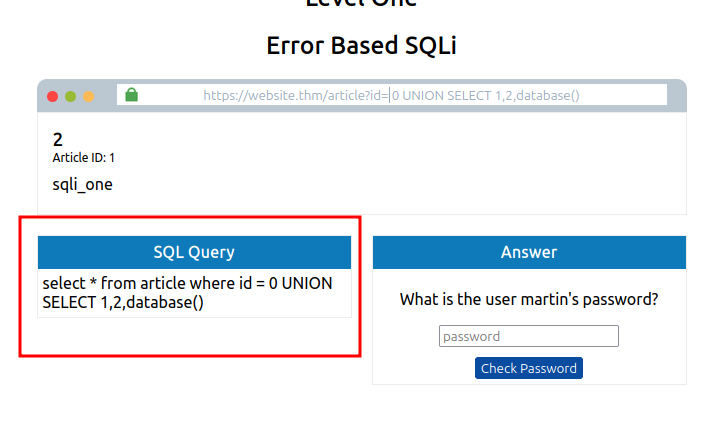 Level One
Error Based SQLi
https://website.thm/article?id=0 UNION SELECT 1,2,database()
2
Article ID: 1
sqli_one
SQL Query
select * from article where id = 0 UNION
SELECT 1,2,database()
Answer
What is the user martin's password?
password
Check Password